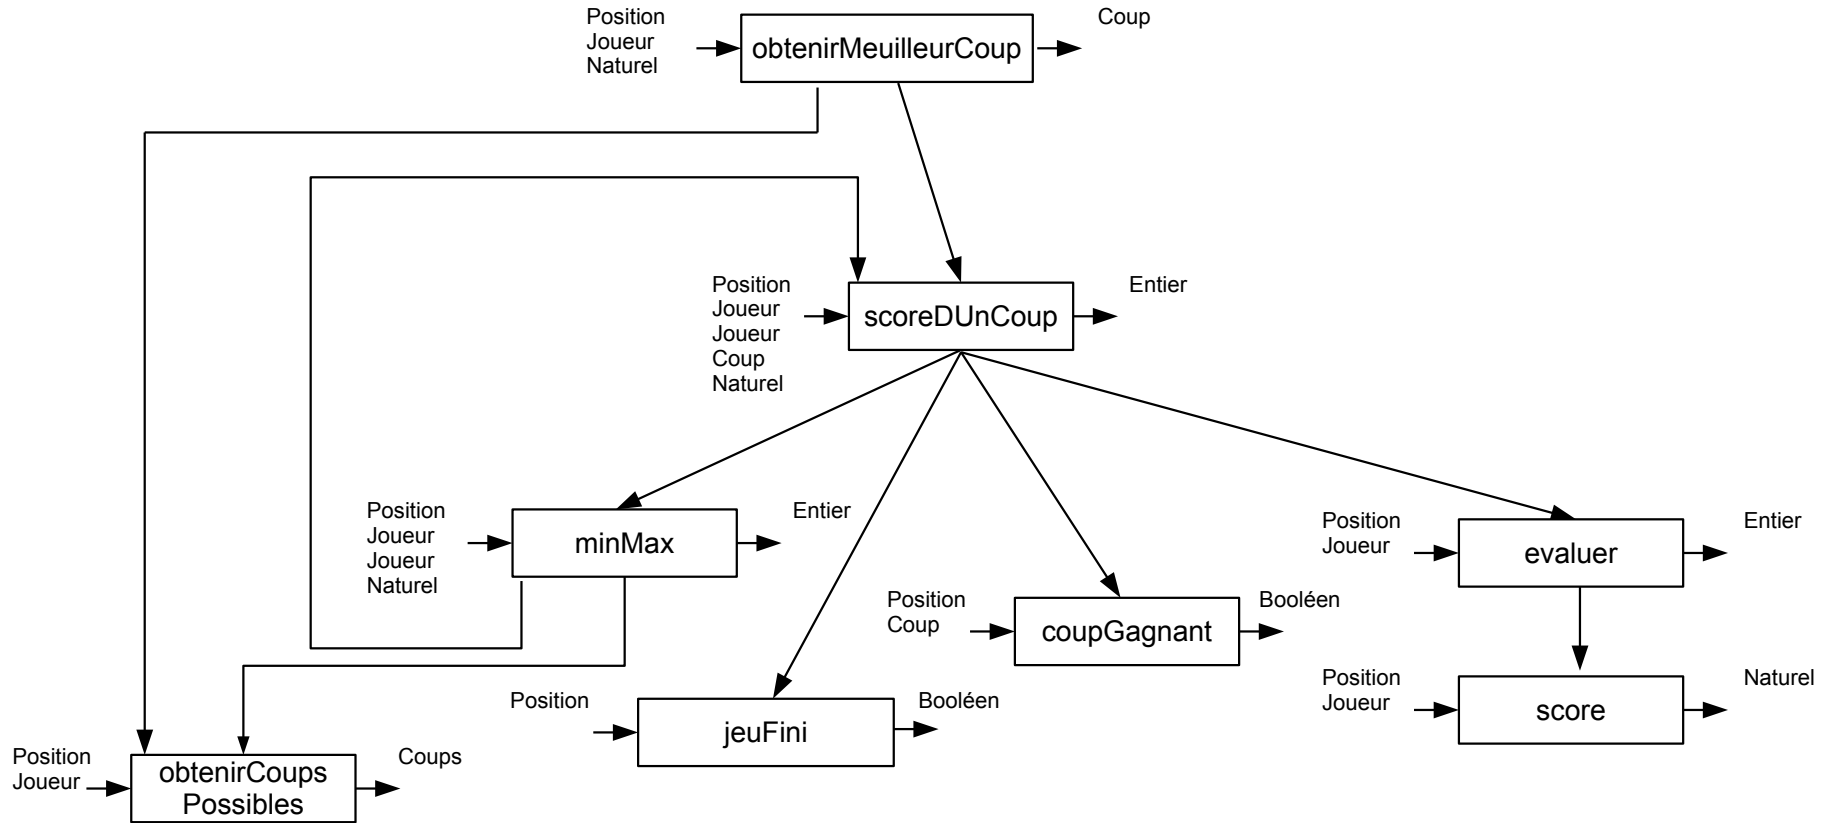 Position
Joueur
Naturel
obtenirMeuilleurCoup
Coup
Position
Joueur
Joueur
Coup
Naturel
scoreDUnCoup
Entier
Position
Joueur
Joueur
Naturel
minMax
Entier
Position
Joueur
evaluer
Entier
Position
Coup
coupGagnant
Booléen
Position
jeuFini
Booléen
Position
Joueur
score
Naturel
Position
Joueur
obtenirCoups
Possibles
Coups